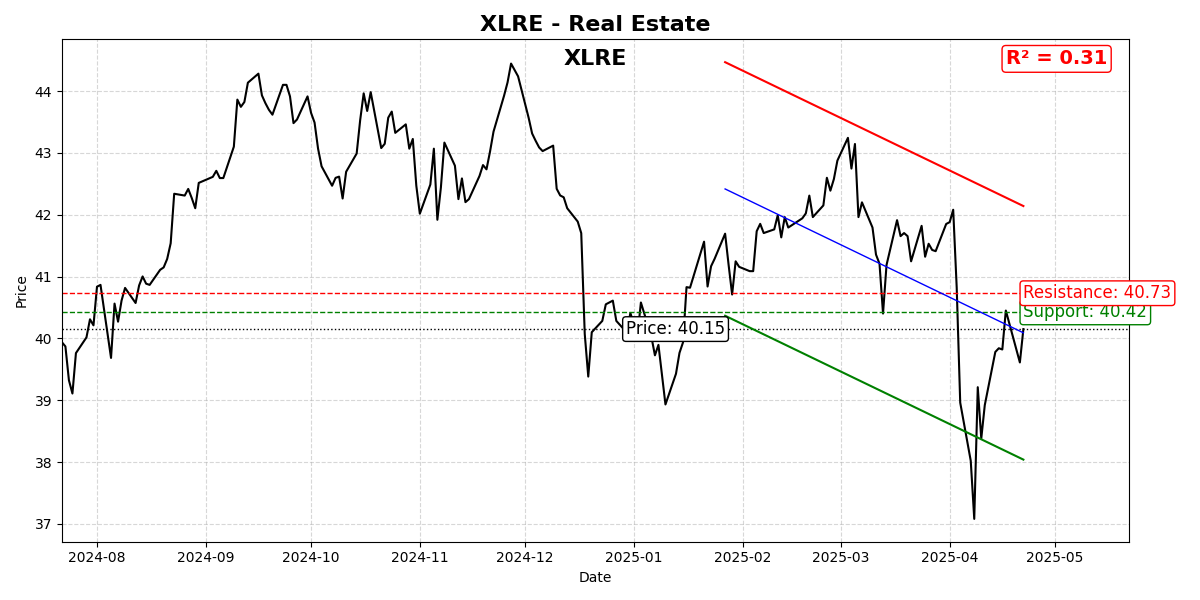 XLRE - Real Estate
XLRE
R² = 0.31
Price
44
43
42
41
40
39
38
37
Resistance: 40.73
Support: 40.42
Price: 40.15
2024-08 2024-09 2024-10 2024-11 2024-12 2025-01 2025-02 2025-03 2025-04 2025-05
Date